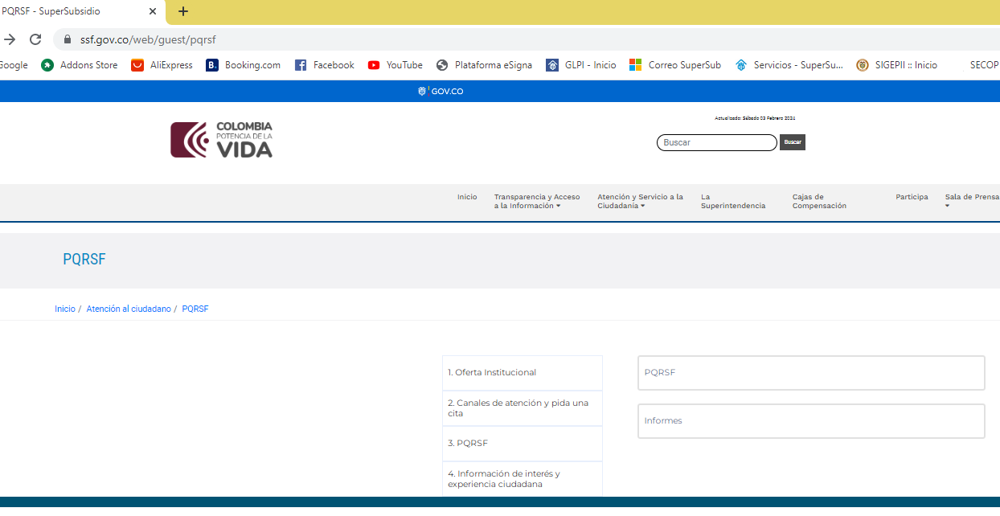 PQRSF - SuperSubsidio
ssf.gov.co/web/guest/pqrsf
Google Addons Store AliExpress B. Booking.com Facebook YouTube Plataforma eSigna GLPI - Inicio Correo SuperSub Servicios - SuperSu... SIGEPII :: Inicio SECOP
GOV.CO
Actualizado: Sábado 03 Febrero 2024
COLOMBIA
POTENCIA DE LA
VIDA
Buscar Buscar
Inicio
Transparencia y Acceso
a la Información
Atención y Servicio a la
Ciudadanía
La
Superintendencia
Cajas de
Compensación
Participa
Sala de Prensa
PQRSF
Inicio / Atención al ciudadano / PQRSF
1. Oferta Institucional
2. Canales de atención y pida una
cita
3. PQRSF
4. Información de interés y
experiencia ciudadana
PQRSF
Informes